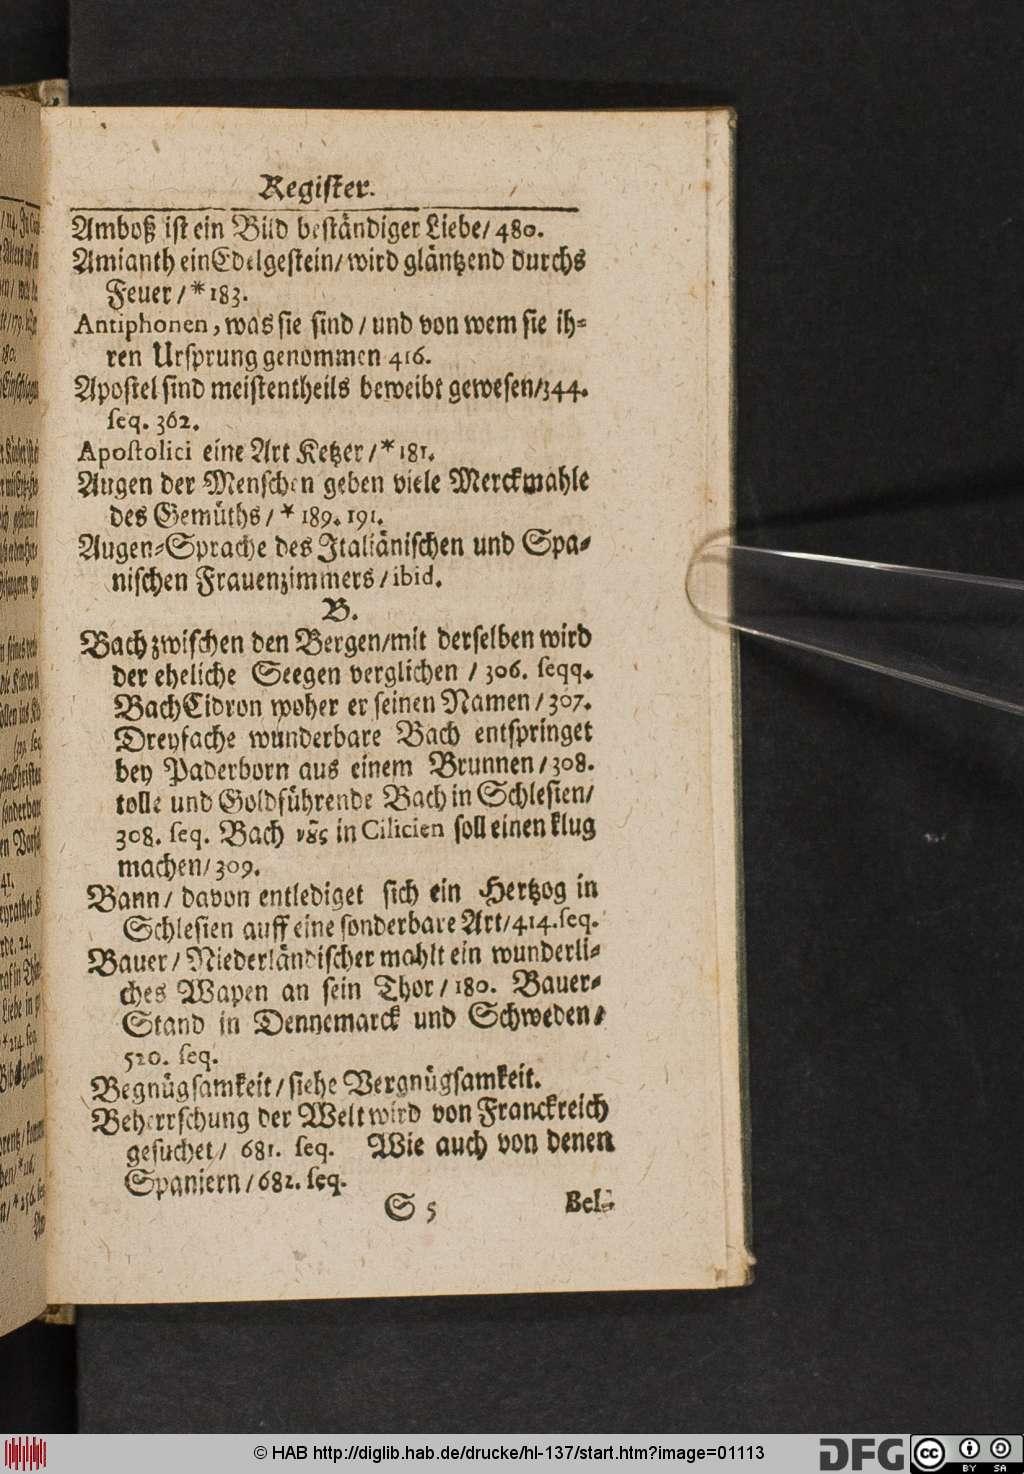 Register.
Amboß ist ein Bild beständiger Liebe/ 480.
Amianth ein Edelgestein/ wird gläntzend durchs
Feuer / * 183.
Antiphonen, was sie sind / und von wem sie ih-
ren Ursprung genommen 416.
Apostel sind meistentheils beweibt gewesen/344.
seq. 362.
Apostolici eine Art Ketzer / * 181.
Augen der Menschen geben viele Merckmahle
des Gemüths / * 189. 191.
Augen-Sprache des Italiänischen und Spa-
nischen Frauenzimmers / ibid.
B.
Bach zwischen den Bergen/mit derselben wird
der eheliche Seegen verglichen / 306. seqq.
Bach Cidron woher er seinen Namen / 307.
Dreyfache wunderbare Bach entspringet
bey Paderborn aus einem Brunnen / 308.
tolle und Goldführende Bach in Schlesien/
308. seq. Bach νȣ͂ς in Cilicien soll einen klug
machen/ 309.
Bann / davon entlediget sich ein Hertzog in
Schlesien auff eine sonderbare Art/414.seq.
Bauer / Niederländischer mahlt ein wunderli-
ches Wapen an sein Thor / 180. Bauer-
Stand in Dennemarck und Schweden /
520. seq.
Begnügsamkeit / siehe Vergnügsamkeit.
Beherrschung der Welt wird von Franckreich
gesuchet / 681. seq. Wie auch von denen
Spaniern / 682. seq.
S 5 Bel-
© HAB http://diglib.hab.de/drucke/hl-137/start.htm?image=01113
DFG
cc BY SA